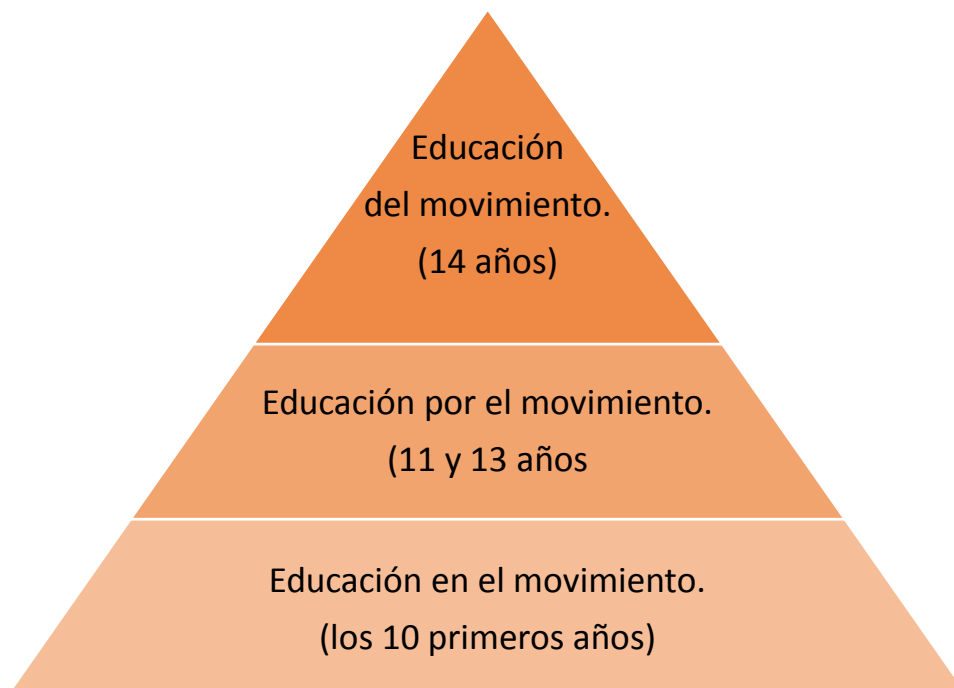 Educación
del movimiento.
(14 años)
Educación por el movimiento.
(11 y 13 años
Educación en el movimiento.
(los 10 primeros años)